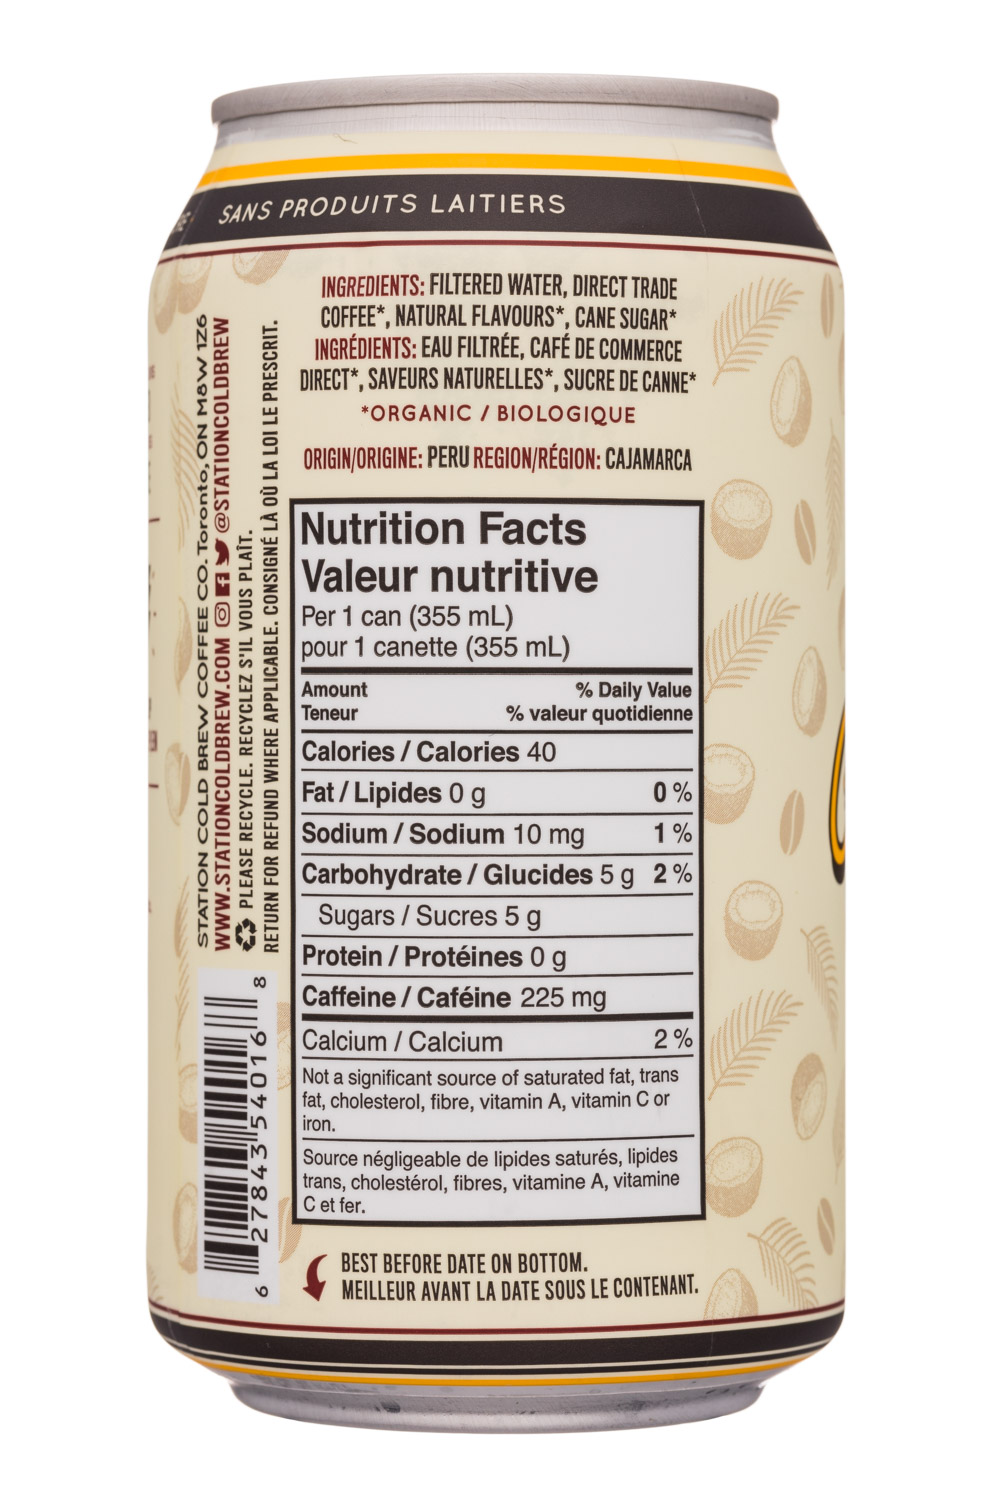 SANS PRODUITS LAITIERS
INGREDIENTS: FILTERED WATER, DIRECT TRADE
COFFEE*, NATURAL FLAVOURS*, CANE SUGAR*
INGRÉDIENTS: EAU FILTRÉE, CAFÉ DE COMMERCE
DIRECT*, SAVEURS NATURELLES*, SUCRE DE CANNE*
*ORGANIC / BIOLOGIQUE
ORIGIN/ORIGINE: PERU REGION/RÉGION: CAJAMARCA
Nutrition Facts
Valeur nutritive
Per 1 can (355 mL)
pour 1 canette (355 mL)
Amount % Daily Value
Teneur % valeur quotidienne
Calories / Calories 40
Fat / Lipides 0 g 0 %
Sodium / Sodium 10 mg 1 %
Carbohydrate / Glucides 5 g 2 %
Sugars / Sucres 5 g
Protein / Protéines 0 g
Caffeine / Caféine 225 mg
Calcium / Calcium 2 %
Not a significant source of saturated fat, trans
fat, cholesterol, fibre, vitamin A, vitamin C or
iron.
Source négligeable de lipides saturés, lipides
trans, cholestérol, fibres, vitamine A, vitamine
C et fer.
BEST BEFORE DATE ON BOTTOM.
MEILLEUR AVANT LA DATE SOUS LE CONTENANT.
STATION COLD BREW COFFEE CO. Toronto, ON M8W 1Z6
WWW.STATIONCOLDBREW.COM @STATIONCOLDBREW
PLEASE RECYCLE. RECYCLEZ S'IL VOUS PLAÎT.
RETURN FOR REFUND WHERE APPLICABLE. CONSIGNÉ LÀ OÙ LA LOI LE PRESCRIT.
6 27843 54016 8